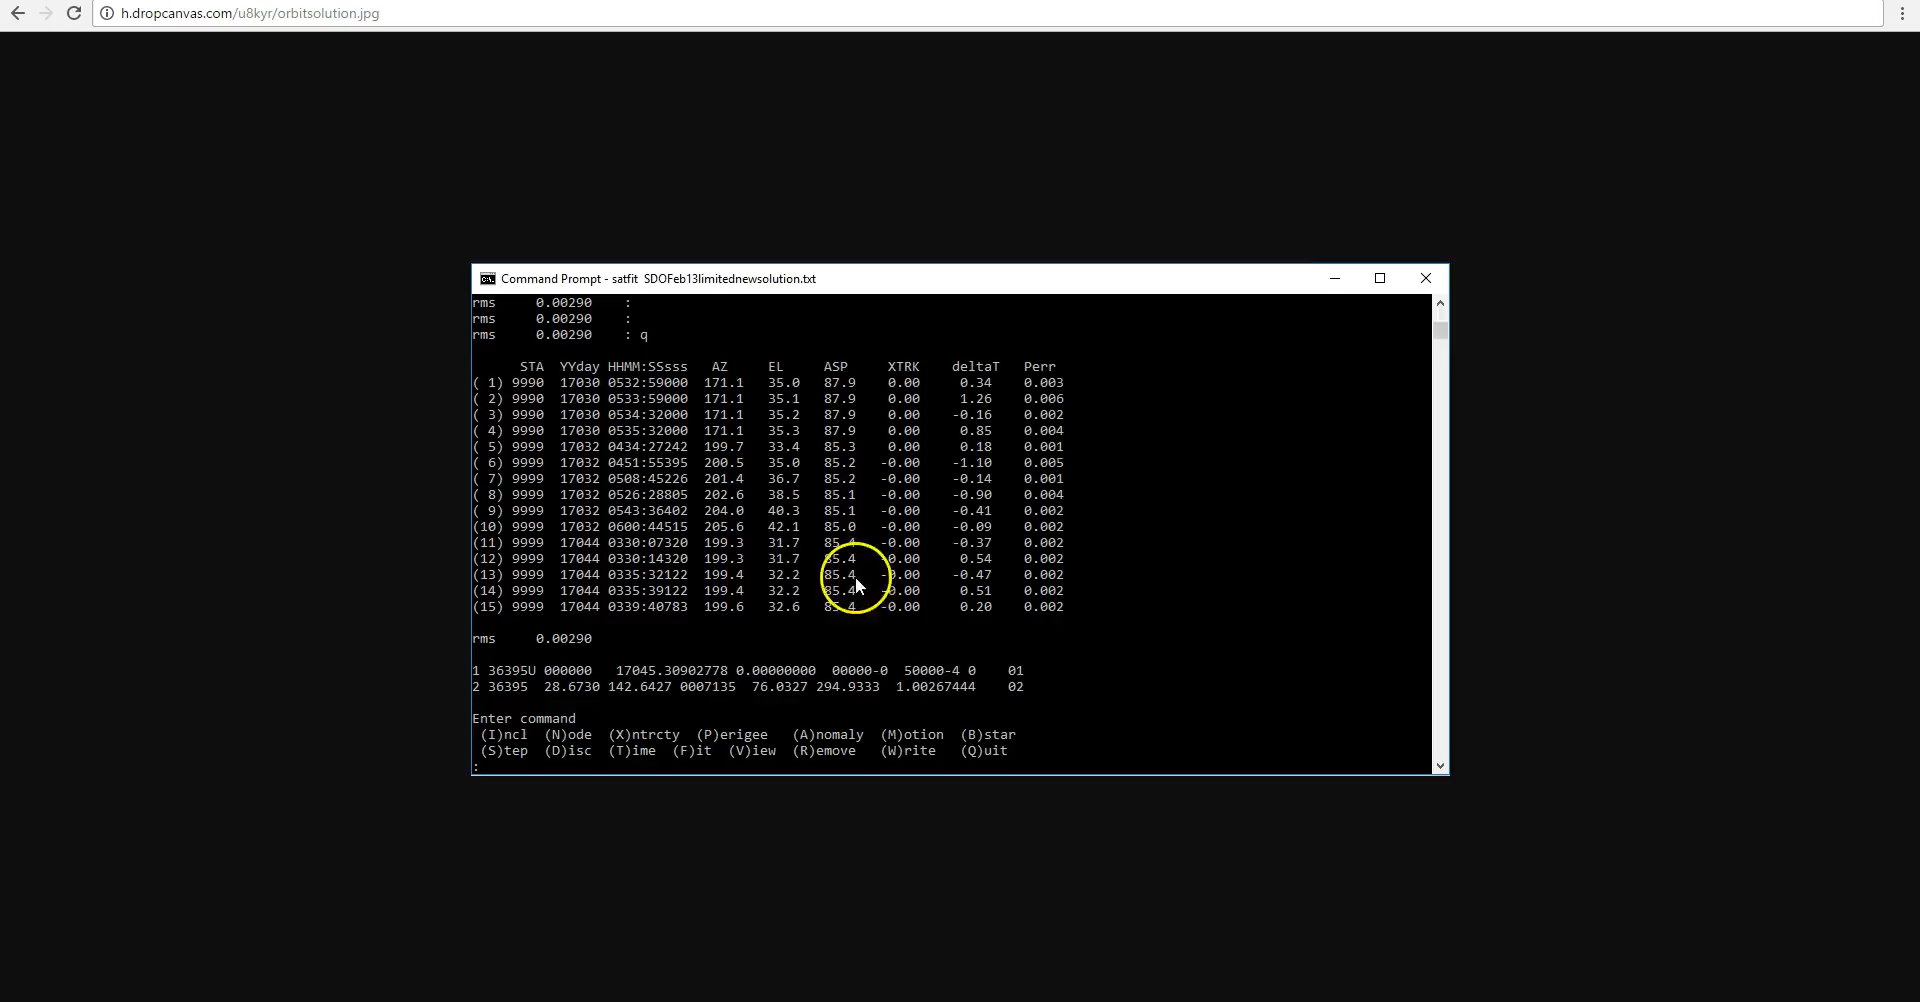 h.dropcanvas.com/u8kyr/orbitsolution.jpg
Command Prompt - satfit SDOFeb13limitednewsolution.txt
rms 0.00290 :
rms 0.00290 :
rms 0.00290 : q
STA YYday HHMM:SSsss AZ EL ASP XTRK deltaT Perr
( 1) 9990 17030 0532:59000 171.1 35.0 87.9 0.00 0.34 0.003
( 2) 9990 17030 0533:59000 171.1 35.1 87.9 0.00 1.26 0.006
( 3) 9990 17030 0534:32000 171.1 35.2 87.9 0.00 -0.16 0.002
( 4) 9990 17030 0535:32000 171.1 35.3 87.9 0.00 0.85 0.004
( 5) 9999 17032 0434:27242 199.7 33.4 85.3 0.00 0.18 0.001
( 6) 9999 17032 0451:55395 200.5 35.0 85.2 -0.00 -1.10 0.005
( 7) 9999 17032 0508:45226 201.4 36.7 85.2 -0.00 -0.14 0.001
( 8) 9999 17032 0526:28805 202.6 38.5 85.1 -0.00 -0.90 0.004
( 9) 9999 17032 0543:36402 204.0 40.3 85.1 -0.00 -0.41 0.002
(10) 9999 17032 0600:44515 205.6 42.1 85.0 -0.00 -0.09 0.002
(11) 9999 17044 0330:07320 199.3 31.7 85.4 -0.00 -0.37 0.002
(12) 9999 17044 0330:14320 199.3 31.7 85.4 -0.00 0.54 0.002
(13) 9999 17044 0335:32122 199.4 32.2 85.4 -0.00 -0.47 0.002
(14) 9999 17044 0335:39122 199.4 32.2 85.4 -0.00 0.51 0.002
(15) 9999 17044 0339:40783 199.6 32.6 85.4 -0.00 0.20 0.002
rms 0.00290
1 36395U 000000 17045.30902778 0.00000000 00000-0 50000-4 0 01
2 36395 28.6730 142.6427 0007135 76.0327 294.9333 1.00267444 02
Enter command
(I)ncl (N)ode (X)ntrcty (P)erigee (A)nomaly (M)otion (B)star
(S)tep (D)isc (T)ime (F)it (V)iew (R)emove (W)rite (Q)uit
: